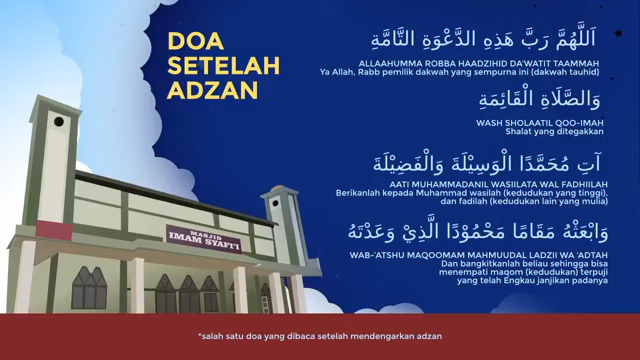 DOA
SETELAH
ADZAN
اَللَّهُمَّ رَبَّ هَذِهِ الدَّعْوَةِ التَّامَّةِ
ALLAAHUMMA ROBBA HAADZIHID DA'WATIT TAAMMAH
Ya Allah, Rabb pemilik dakwah yang sempurna ini (dakwah tauhid)
وَالصَّلَاةِ الْقَائِمَةِ
WASH SHOLAATIL QOO-IMAH
Shalat yang ditegakkan
آتِ مُحَمَّدًا الْوَسِيْلَةَ وَالْفَضِيْلَةَ
AATI MUHAMMADANIL WASIILATA WAL FADHIILAH
Berikanlah kepada Muhammad wasilah (kedudukan yang tinggi),
dan fadilah (kedudukan lain yang mulia)
وَابْعَثْهُ مَقَامًا مَحْمُوْدًا الَّذِيْ وَعَدْتَهُ
WAB-'ATSHU MAQOOMAM MAHMUUDAL LADZII WA 'ADTAH
Dan bangkitkanlah beliau sehingga bisa
menempati maqom (kedudukan) terpuji
yang telah Engkau janjikan padanya
MASJID
IMAM SYAFI'I
*salah satu doa yang dibaca setelah mendengarkan adzan